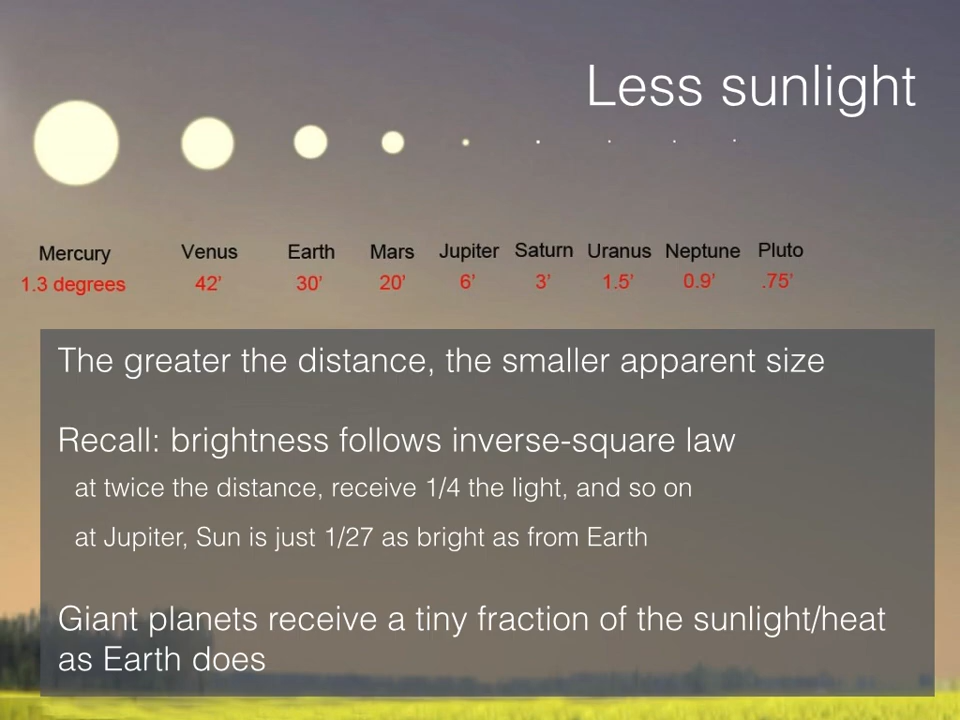 Less sunlight
Mercury Venus Earth Mars Jupiter Saturn Uranus Neptune Pluto
1.3 degrees 42' 30' 20' 6' 3' 1.5' 0.9' .75'
The greater the distance, the smaller apparent size
Recall: brightness follows inverse-square law
at twice the distance, receive 1/4 the light, and so on
at Jupiter, Sun is just 1/27 as bright as from Earth
Giant planets receive a tiny fraction of the sunlight/heat
as Earth does